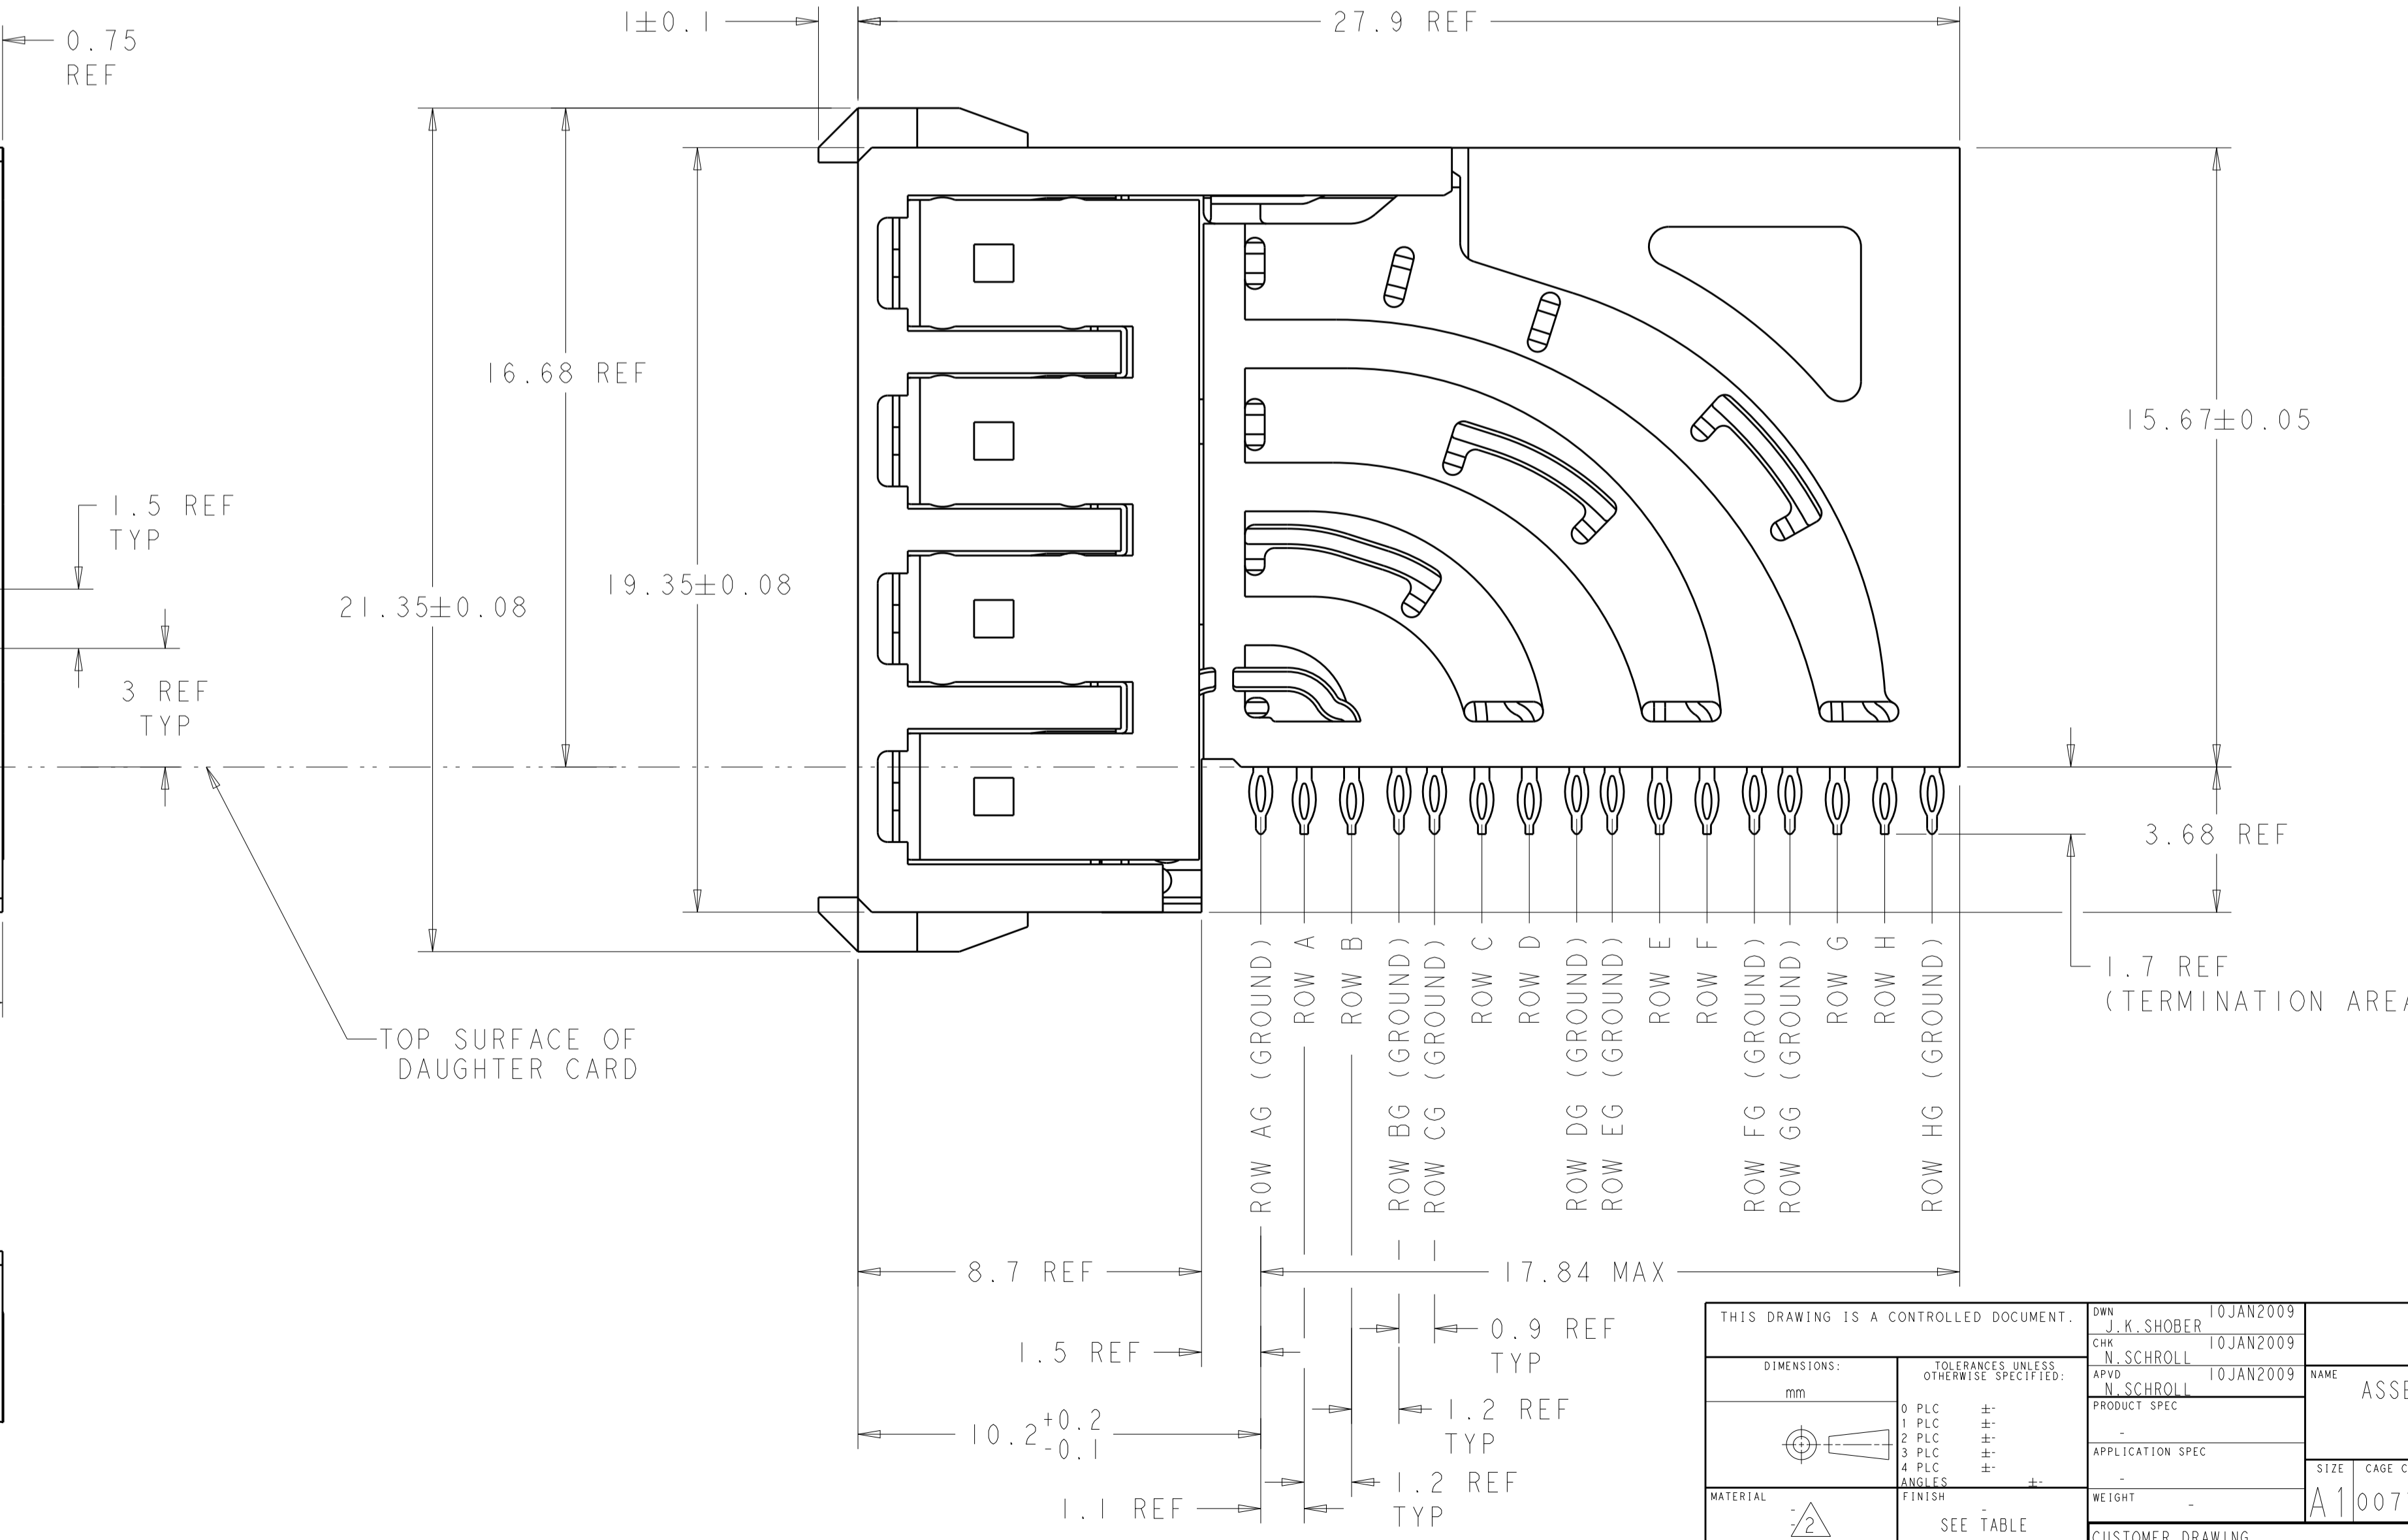 1±0.1
27.9 REF
0.75
REF
16.68 REF
15.67±0.05
1.5 REF
TYP
21.35±0.08
19.35±0.08
3 REF
TYP
3.68 REF
1.7 REF
(TERMINATION AREA
TOP SURFACE OF
DAUGHTER CARD
ROW AG (GROUND)
ROW A
ROW B
ROW BG (GROUND)
ROW CG (GROUND)
ROW C
ROW D
ROW DG (GROUND)
ROW EG (GROUND)
ROW E
ROW F
ROW FG (GROUND)
ROW GG (GROUND)
ROW G
ROW H
ROW HG (GROUND)
8.7 REF
17.84 MAX
0.9 REF
TYP
1.5 REF
1.2 REF
TYP
10.2 +0.2
-0.1
1.2 REF
TYP
1.1 REF
THIS DRAWING IS A CONTROLLED DOCUMENT.
DIMENSIONS:
mm
TOLERANCES UNLESS
OTHERWISE SPECIFIED:
0 PLC ±-
1 PLC ±-
2 PLC ±-
3 PLC ±-
4 PLC ±-
ANGLES ±-
MATERIAL
- 2
FINISH
-
SEE TABLE
DWN 10JAN2009
J.K.SHOBER
CHK 10JAN2009
N.SCHROLL
APVD 10JAN2009
N.SCHROLL
PRODUCT SPEC
-
APPLICATION SPEC
-
WEIGHT -
CUSTOMER DRAWING
NAME
SIZE
A1